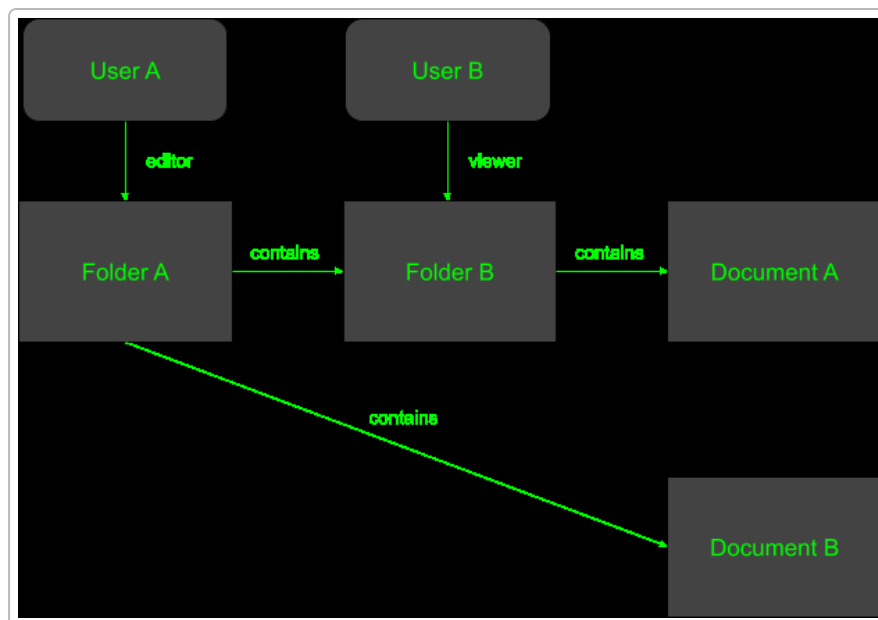 User A
User B
editor
viewer
Folder A
contains
Folder B
contains
Document A
contains
Document B